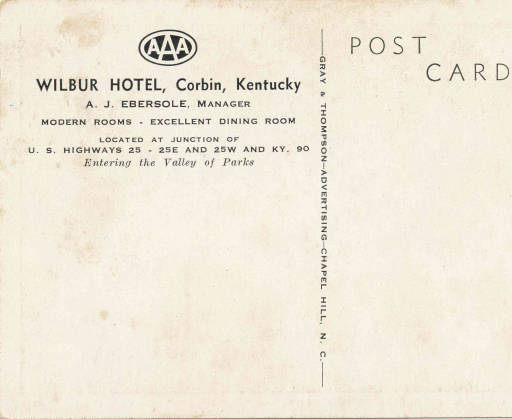 AAA
WILBUR HOTEL, Corbin, Kentucky
A. J. EBERSOLE, MANAGER
MODERN ROOMS - EXCELLENT DINING ROOM
LOCATED AT JUNCTION OF
U. S. HIGHWAYS 25 - 25E AND 25W AND KY. 90
Entering the Valley of Parks
GRAY & THOMPSON—ADVERTISING—CHAPEL HILL, N. C.
POST
CARD